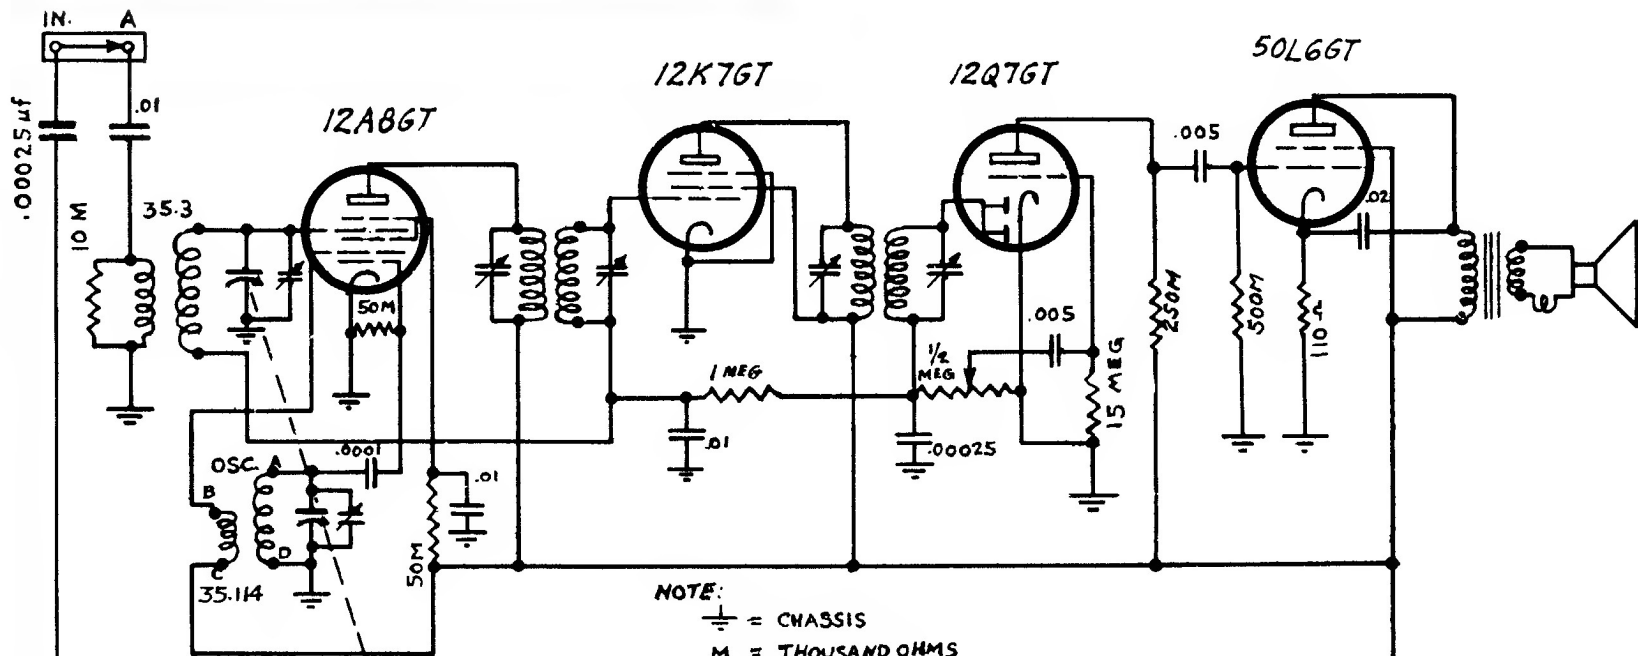 IN. A
.00025 uf
.01
10 M
35.3
12A8GT
50M
12K7GT
12Q7GT
50L6GT
.005
.02
250M
500M
110
.005
1/2 MEG
1 MEG
15 MEG
.01
.00025
.0001
OSC. A
B
C
D
35.114
50M
.01
NOTE:
= CHASSIS
M = THOUSAND OHMS